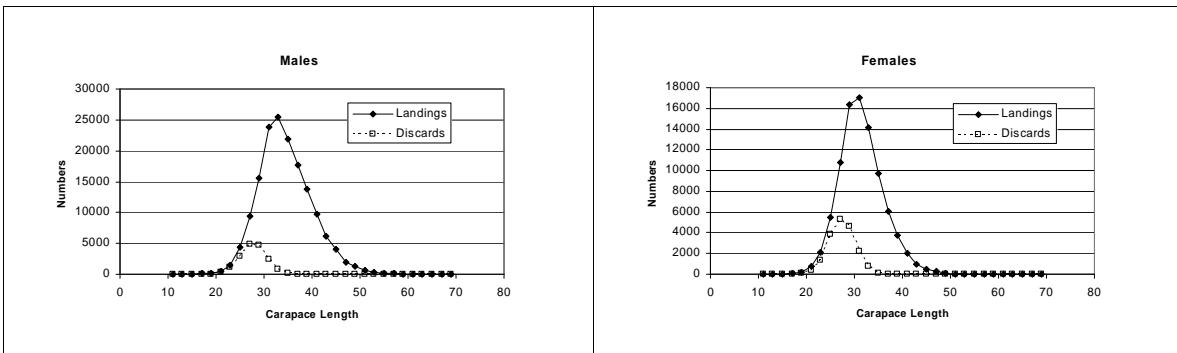 Males
30000
25000
20000
15000
10000
5000
0
Numbers
Landings
Discards
0 10 20 30 40 50 60 70 80
Carapace Length
Females
18000
16000
14000
12000
10000
8000
6000
4000
2000
0
Numbers
Landings
Discards
0 10 20 30 40 50 60 70 80
Carapace Length